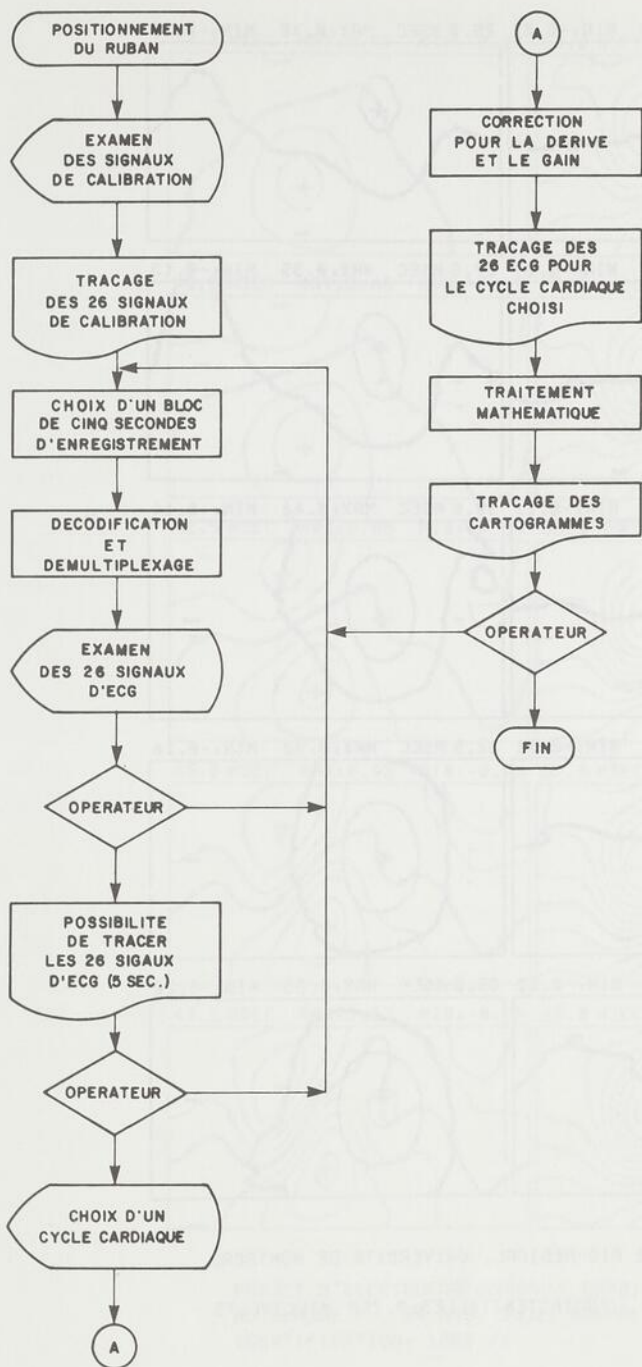 POSITIONNEMENT
DU RUBAN
EXAMEN
DES SIGNAUX
DE CALIBRATION
TRACAGE
DES 26 SIGNAUX
DE CALIBRATION
CHOIX D'UN BLOC
DE CINQ SECONDES
D'ENREGISTREMENT
DECODIFICATION
ET
DEMULTIPLEXAGE
EXAMEN
DES 26 SIGNAUX
D'ECG
OPERATEUR
POSSIBILITE
DE TRACER
LES 26 SIGAUX
D'ECG (5 SEC.)
OPERATEUR
CHOIX D'UN
CYCLE CARDIAQUE
A
A
CORRECTION
POUR LA DERIVE
ET LE GAIN
TRACAGE DES
26 ECG POUR
LE CYCLE CARDIAQUE
CHOISI
TRAITEMENT
MATHEMATIQUE
TRACAGE DES
CARTOGRAMMES
OPERATEUR
FIN